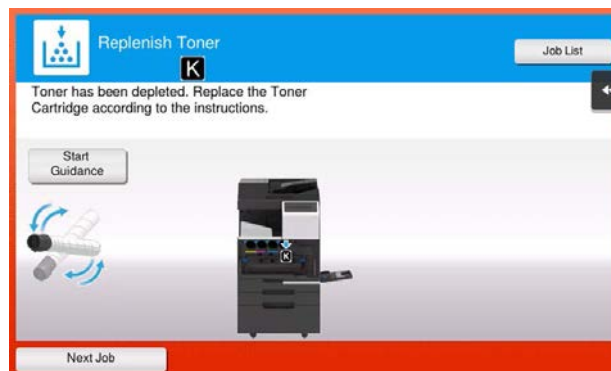 Replenish Toner
K
Job List
Toner has been depleted. Replace the Toner
Cartridge according to the instructions.
Start
Guidance
K
Next Job